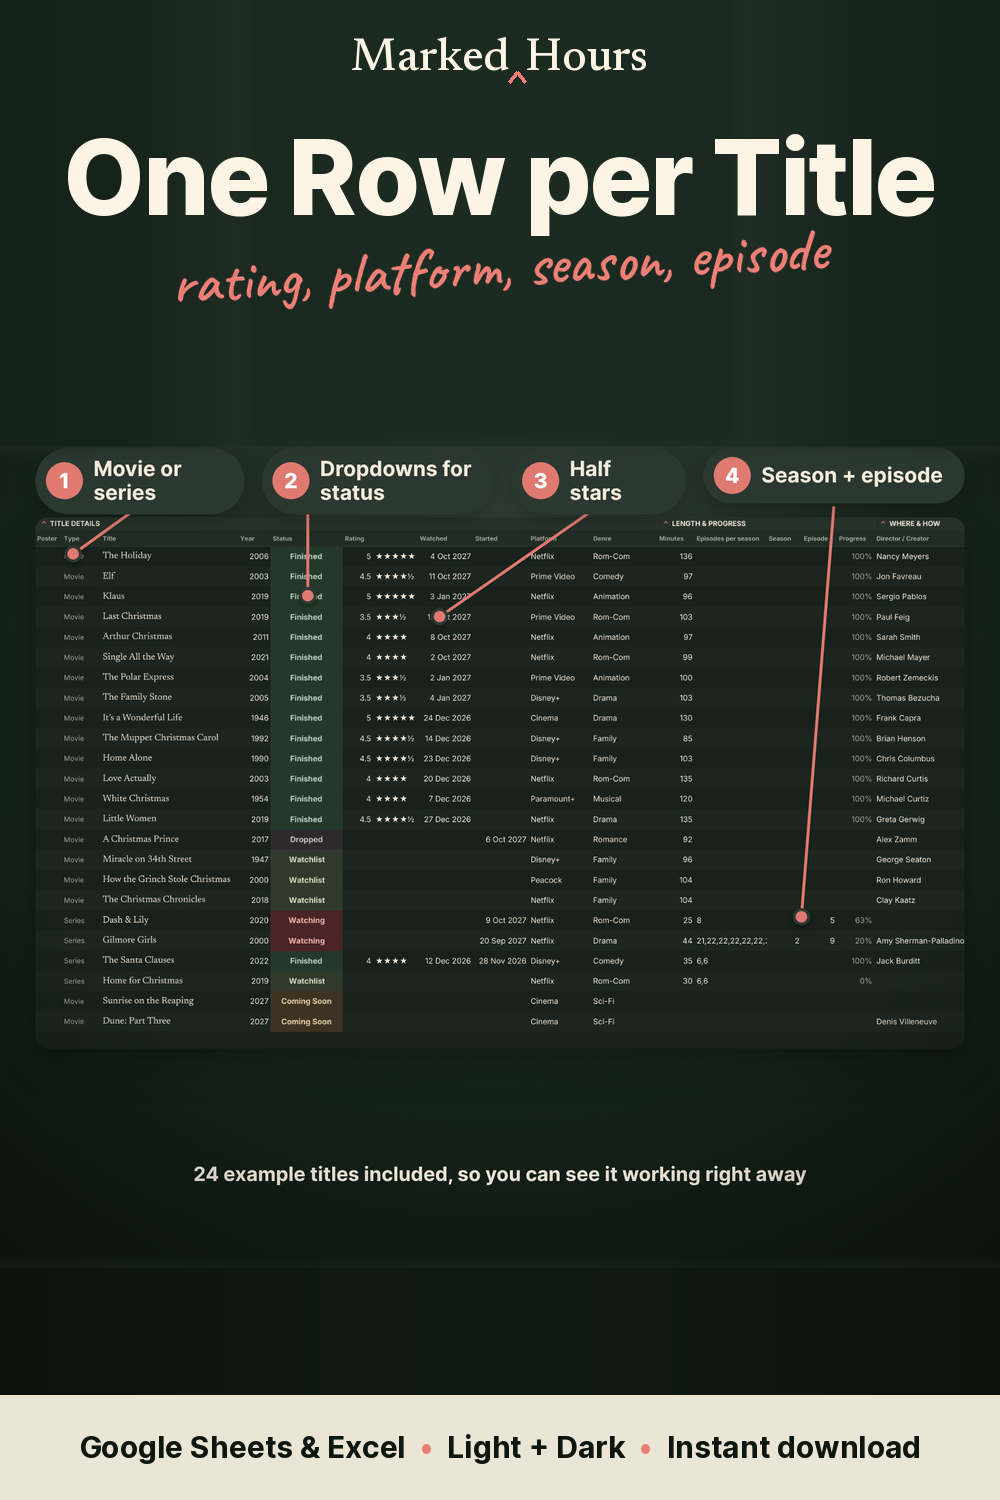 Marked Hours
One Row per Title
rating, platform, season, episode
1 Movie or
series
2 Dropdowns for
status
3 Half
stars
4 Season + episode
^ TITLE DETAILS ^ LENGTH & PROGRESS ^ WHERE & HOW
Poster Type Title Year Status Rating Watched Started Platform Genre Minutes Episodes per season Season Episode Progress Director / Creator
The Holiday 2006 Finished 5 ★★★★★ 4 Oct 2027 Netflix Rom-Com 136 100% Nancy Meyers
Movie Elf 2003 Finished 4.5 ★★★★½ 11 Oct 2027 Prime Video Comedy 97 100% Jon Favreau
Movie Klaus 2019 5 ★★★★★ 3 Jan 2027 Netflix Animation 96 100% Sergio Pablos
Movie Last Christmas 2019 Finished 3.5 ★★★½ 2027 Prime Video Rom-Com 103 100% Paul Feig
Movie Arthur Christmas 2011 Finished 4 ★★★★ 8 Oct 2027 Netflix Animation 97 100% Sarah Smith
Movie Single All the Way 2021 Finished 4 ★★★★ 2 Oct 2027 Netflix Rom-Com 99 100% Michael Mayer
Movie The Polar Express 2004 Finished 3.5 ★★★½ 2 Jan 2027 Prime Video Animation 100 100% Robert Zemeckis
Movie The Family Stone 2005 Finished 3.5 ★★★½ 4 Jan 2027 Disney+ Drama 103 100% Thomas Bezucha
Movie It's a Wonderful Life 1946 Finished 5 ★★★★★ 24 Dec 2026 Cinema Drama 130 100% Frank Capra
Movie The Muppet Christmas Carol 1992 Finished 4.5 ★★★★½ 14 Dec 2026 Disney+ Family 85 100% Brian Henson
Movie Home Alone 1990 Finished 4.5 ★★★★½ 23 Dec 2026 Disney+ Family 103 100% Chris Columbus
Movie Love Actually 2003 Finished 4 ★★★★ 20 Dec 2026 Netflix Rom-Com 135 100% Richard Curtis
Movie White Christmas 1954 Finished 4 ★★★★ 7 Dec 2026 Paramount+ Musical 120 100% Michael Curtiz
Movie Little Women 2019 Finished 4.5 ★★★★½ 27 Dec 2026 Netflix Drama 135 100% Greta Gerwig
Movie A Christmas Prince 2017 Dropped 6 Oct 2027 Netflix Romance 92 Alex Zamm
Movie Miracle on 34th Street 1947 Watchlist Disney+ Family 96 George Seaton
Movie How the Grinch Stole Christmas 2000 Watchlist Peacock Family 104 Ron Howard
Movie The Christmas Chronicles 2018 Watchlist Netflix Family 104 Clay Kaatz
Series Dash & Lily 2020 Watching 9 Oct 2027 Netflix Rom-Com 25 8 5 63%
Series Gilmore Girls 2000 Watching 20 Sep 2027 Netflix Drama 44 21,22,22,22,22,22,: 2 9 20% Amy Sherman-Palladino
Series The Santa Clauses 2022 Finished 4 ★★★★ 12 Dec 2026 28 Nov 2026 Disney+ Comedy 35 6,6 100% Jack Burditt
Series Home for Christmas 2019 Watchlist Netflix Rom-Com 30 6,6 0%
Movie Sunrise on the Reaping 2027 Coming Soon Cinema Sci-Fi
Movie Dune: Part Three 2027 Coming Soon Cinema Sci-Fi Denis Villeneuve
24 example titles included, so you can see it working right away
Google Sheets & Excel • Light + Dark • Instant download